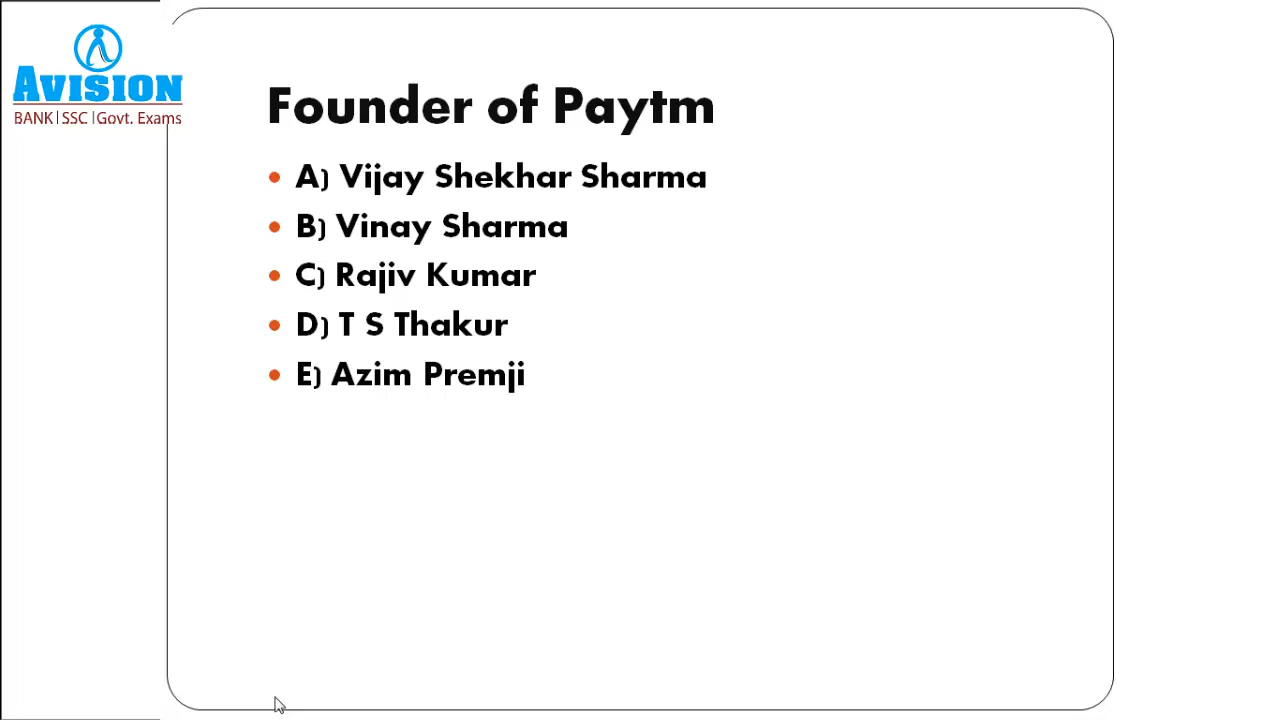 AVISION
BANK|SSC|Govt. Exams
Founder of Paytm
A) Vijay Shekhar Sharma
B) Vinay Sharma
C) Rajiv Kumar
D) T S Thakur
E) Azim Premji